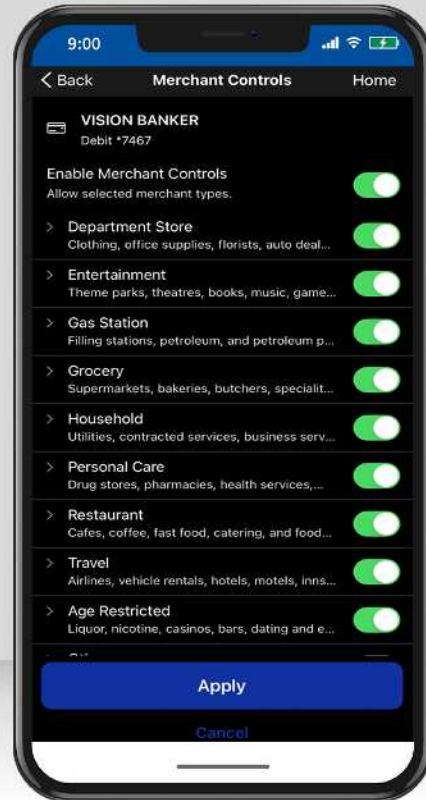 9:00
Back Merchant Controls Home
VISION BANKER
Debit *7467
Enable Merchant Controls
Allow selected merchant types.
Department Store
Clothing, office supplies, florists, auto deal...
Entertainment
Theme parks, theatres, books, music, game...
Gas Station
Filling stations, petroleum, and petroleum p...
Grocery
Supermarkets, bakeries, butchers, specialit...
Household
Utilities, contracted services, business serv...
Personal Care
Drug stores, pharmacies, health services,...
Restaurant
Cafes, coffee, fast food, catering, and food...
Travel
Airlines, vehicle rentals, hotels, motels, inns...
Age Restricted
Liquor, nicotine, casinos, bars, dating and e...
Apply
Cancel